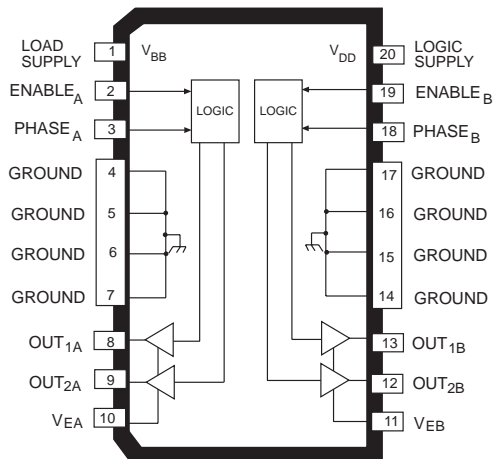 LOAD SUPPLY 1 V_BB V_DD 20 LOGIC SUPPLY
ENABLE_A 2 19 ENABLE_B
LOGIC LOGIC
PHASE_A 3 18 PHASE_B
GROUND 4 17 GROUND
GROUND 5 16 GROUND
GROUND 6 15 GROUND
GROUND 7 14 GROUND
OUT_1A 8 13 OUT_1B
OUT_2A 9 12 OUT_2B
V_EA 10 11 V_EB